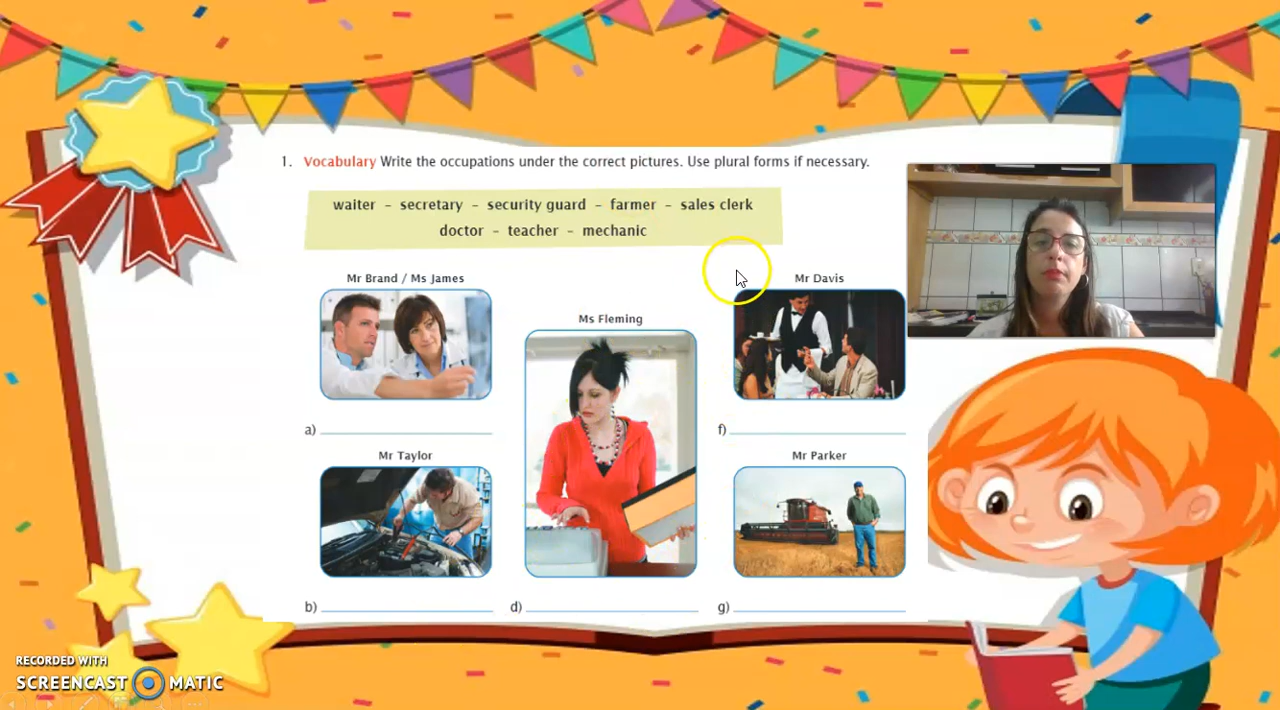 1. Vocabulary Write the occupations under the correct pictures. Use plural forms if necessary.
waiter – secretary – security guard – farmer – sales clerk
doctor – teacher – mechanic
Mr Brand / Ms James
Ms Fleming
Mr Davis
a)
f)
Mr Taylor
Mr Parker
b)
d)
g)
RECORDED WITH
SCREENCAST MATIC